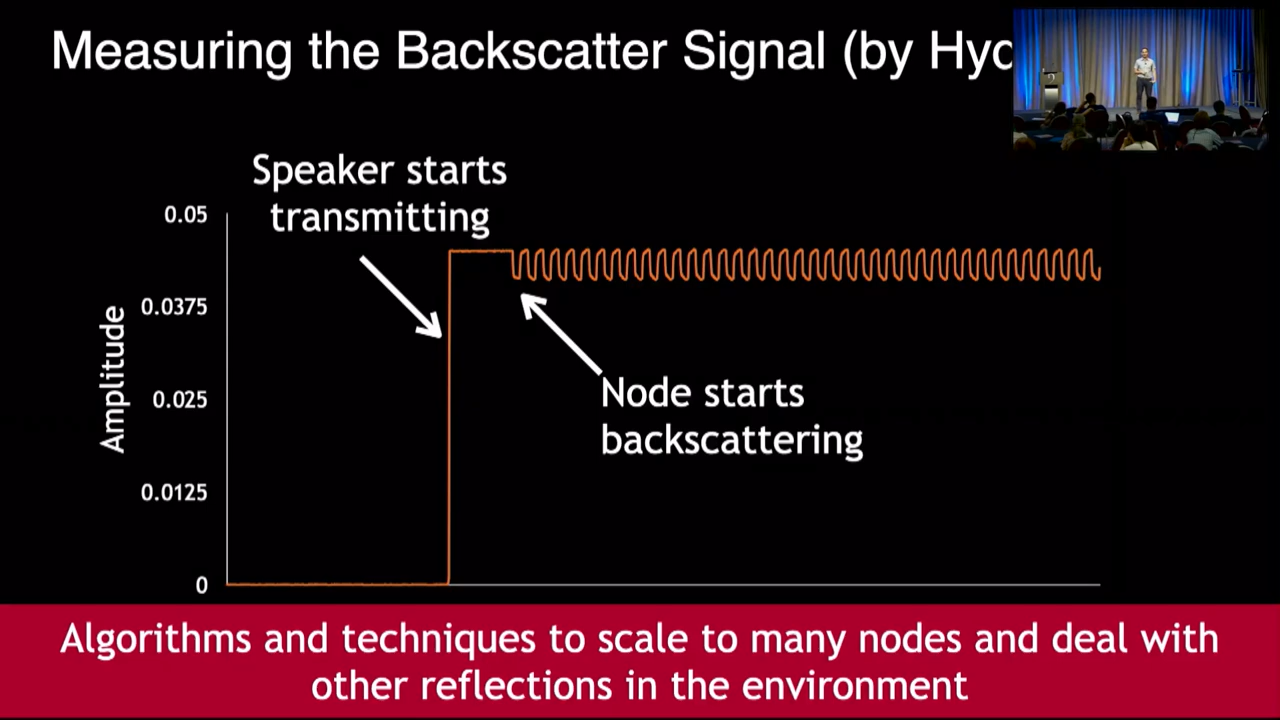 Measuring the Backscatter Signal (by Hyd
Speaker starts
transmitting
0.05
0.0375
0.025
0.0125
0
Amplitude
Node starts
backscattering
Algorithms and techniques to scale to many nodes and deal with
other reflections in the environment